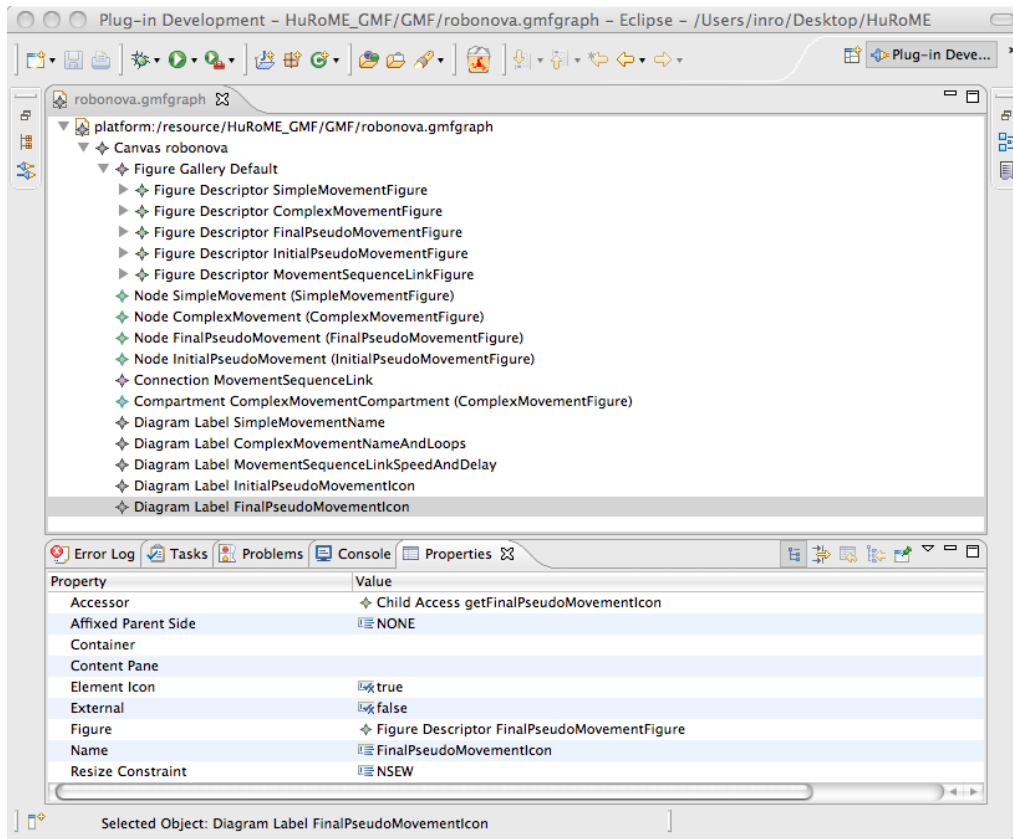 Plug-in Development - HuRoME_GMF/GMF/robonova.gmfgraph - Eclipse - /Users/inro/Desktop/HuRoME
Plug-in Deve...
robonova.gmfgraph
platform:/resource/HuRoME_GMF/GMF/robonova.gmfgraph
Canvas robonova
Figure Gallery Default
Figure Descriptor SimpleMovementFigure
Figure Descriptor ComplexMovementFigure
Figure Descriptor FinalPseudoMovementFigure
Figure Descriptor InitialPseudoMovementFigure
Figure Descriptor MovementSequenceLinkFigure
Node SimpleMovement (SimpleMovementFigure)
Node ComplexMovement (ComplexMovementFigure)
Node FinalPseudoMovement (FinalPseudoMovementFigure)
Node InitialPseudoMovement (InitialPseudoMovementFigure)
Connection MovementSequenceLink
Compartment ComplexMovementCompartment (ComplexMovementFigure)
Diagram Label SimpleMovementName
Diagram Label ComplexMovementNameAndLoops
Diagram Label MovementSequenceLinkSpeedAndDelay
Diagram Label InitialPseudoMovementIcon
Diagram Label FinalPseudoMovementIcon
Error Log Tasks Problems Console Properties
Property Value
Accessor Child Access getFinalPseudoMovementIcon
Affixed Parent Side NONE
Container
Content Pane
Element Icon true
External false
Figure Figure Descriptor FinalPseudoMovementFigure
Name FinalPseudoMovementIcon
Resize Constraint NSEW
Selected Object: Diagram Label FinalPseudoMovementIcon